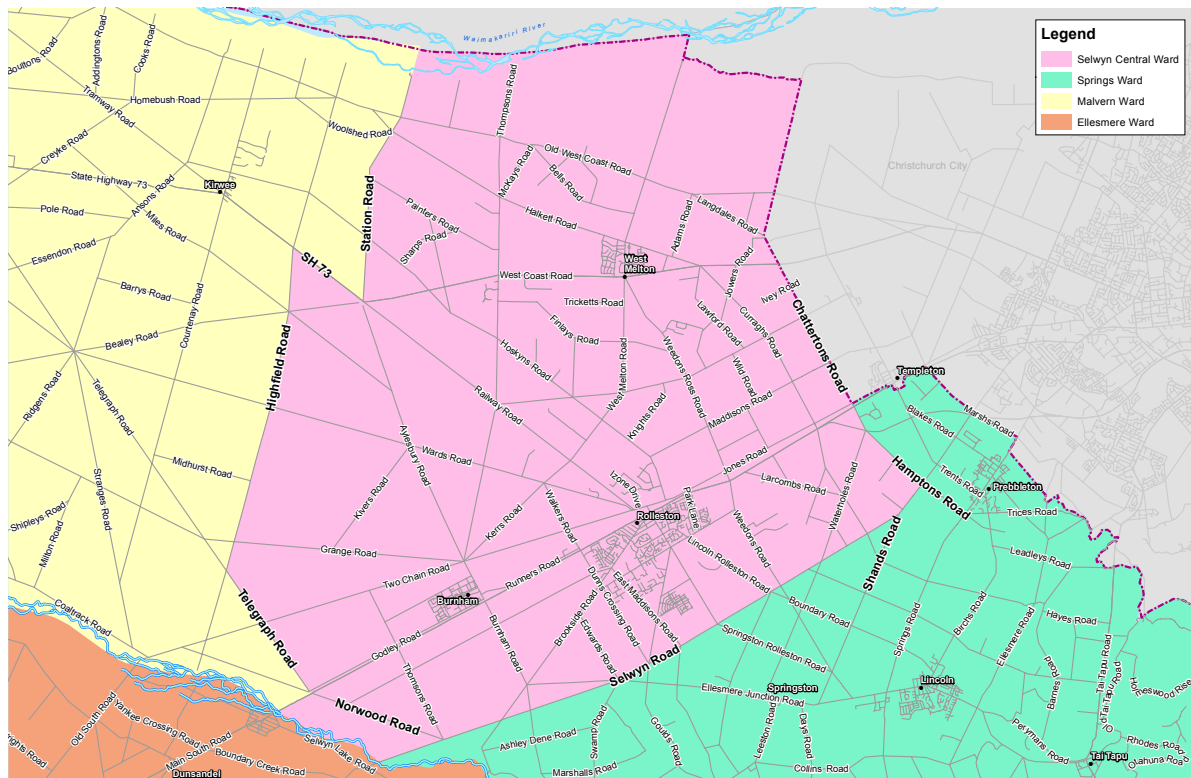 Waimakariri River
Legend
Selwyn Central Ward
Springs Ward
Malvern Ward
Ellesmere Ward
Boultons Road
Addingtons Road
Cooks Road
Tramway Road
Homebush Road
Woolshed Road
Thompsons Road
Creyke Road
State Highway 73
Kirwee
Ansons Road
Pole Road
Miles Road
Essendon Road
Station Road
SH 73
Painters Road
Sharps Road
McKays Road
Old West Coast Road
Bells Road
Halkett Road
Adams Road
Langdales Road
Christchurch City
West
Melton
West Coast Road
Jowers Road
Ivey Road
Barrys Road
Courtenay Road
Tricketts Road
Finlays Road
Lawford Road
Curraghs Road
Chattertons Road
Bealey Road
Highfield Road
Hoskyns Road
West Melton Road
Weedons Ross Road
Wild Road
Templeton
Ridgens Road
Telegraph Road
Railway Road
Knights Road
Maddisons Road
Blakes Road
Marshs Road
Aylesbury Road
Wards Road
Jones Road
Midhurst Road
Stranges Road
Kivers Road
Izone Drive
Larcombs Road
Waterholes Road
Hamptons Road
Trents Road
Prebbleton
Shipleys Road
Milton Road
Kerrs Road
Walkers Road
Park Lane
Rolleston
Weedons Road
Trices Road
Grange Road
Two Chain Road
Runners Road
Lincoln Rolleston Road
Shands Road
Leadleys Road
Burnham
Dunns Crossing Road
East Maddisons Road
Boundary Road
Coaltrack Road
Telegraph Road
Godley Road
Burnham Road
Brookside Road
Edwards Road
Springs Road
Birchs Road
Ellesmere Road
Hayes Road
Springston Rolleston Road
Selwyn Road
Thomsons Road
Norwood Road
Ellesmere Junction Road
Springston
Lincoln
Barnes Road
Tai Tapu Road
Old Tai Tapu Road
Old South Road
Yankee Crossing Road
Main South Road
Selwyn Lake Road
Boundary Creek Road
Dunsandel
Ashley Dene Road
Swamp Road
Goulds Road
Leeston Road
Days Road
Collins Road
Marshalls Road
Perymans Road
Rhodes Road
Tai Tapu